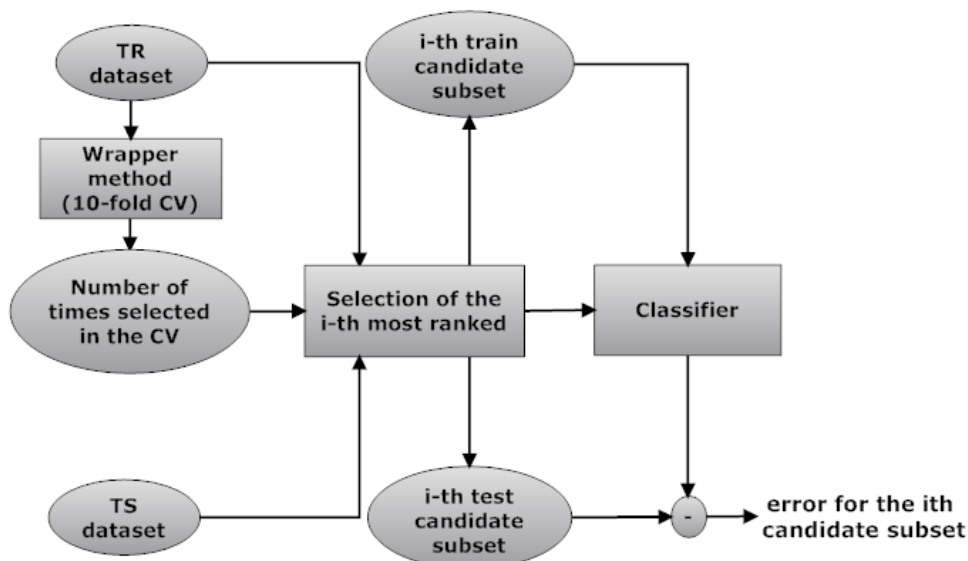 TR
dataset
i-th train
candidate
subset
Wrapper
method
(10-fold CV)
Number of
times selected
in the CV
Selection of the
i-th most ranked
Classifier
TS
dataset
i-th test
candidate
subset
-
error for the ith
candidate subset